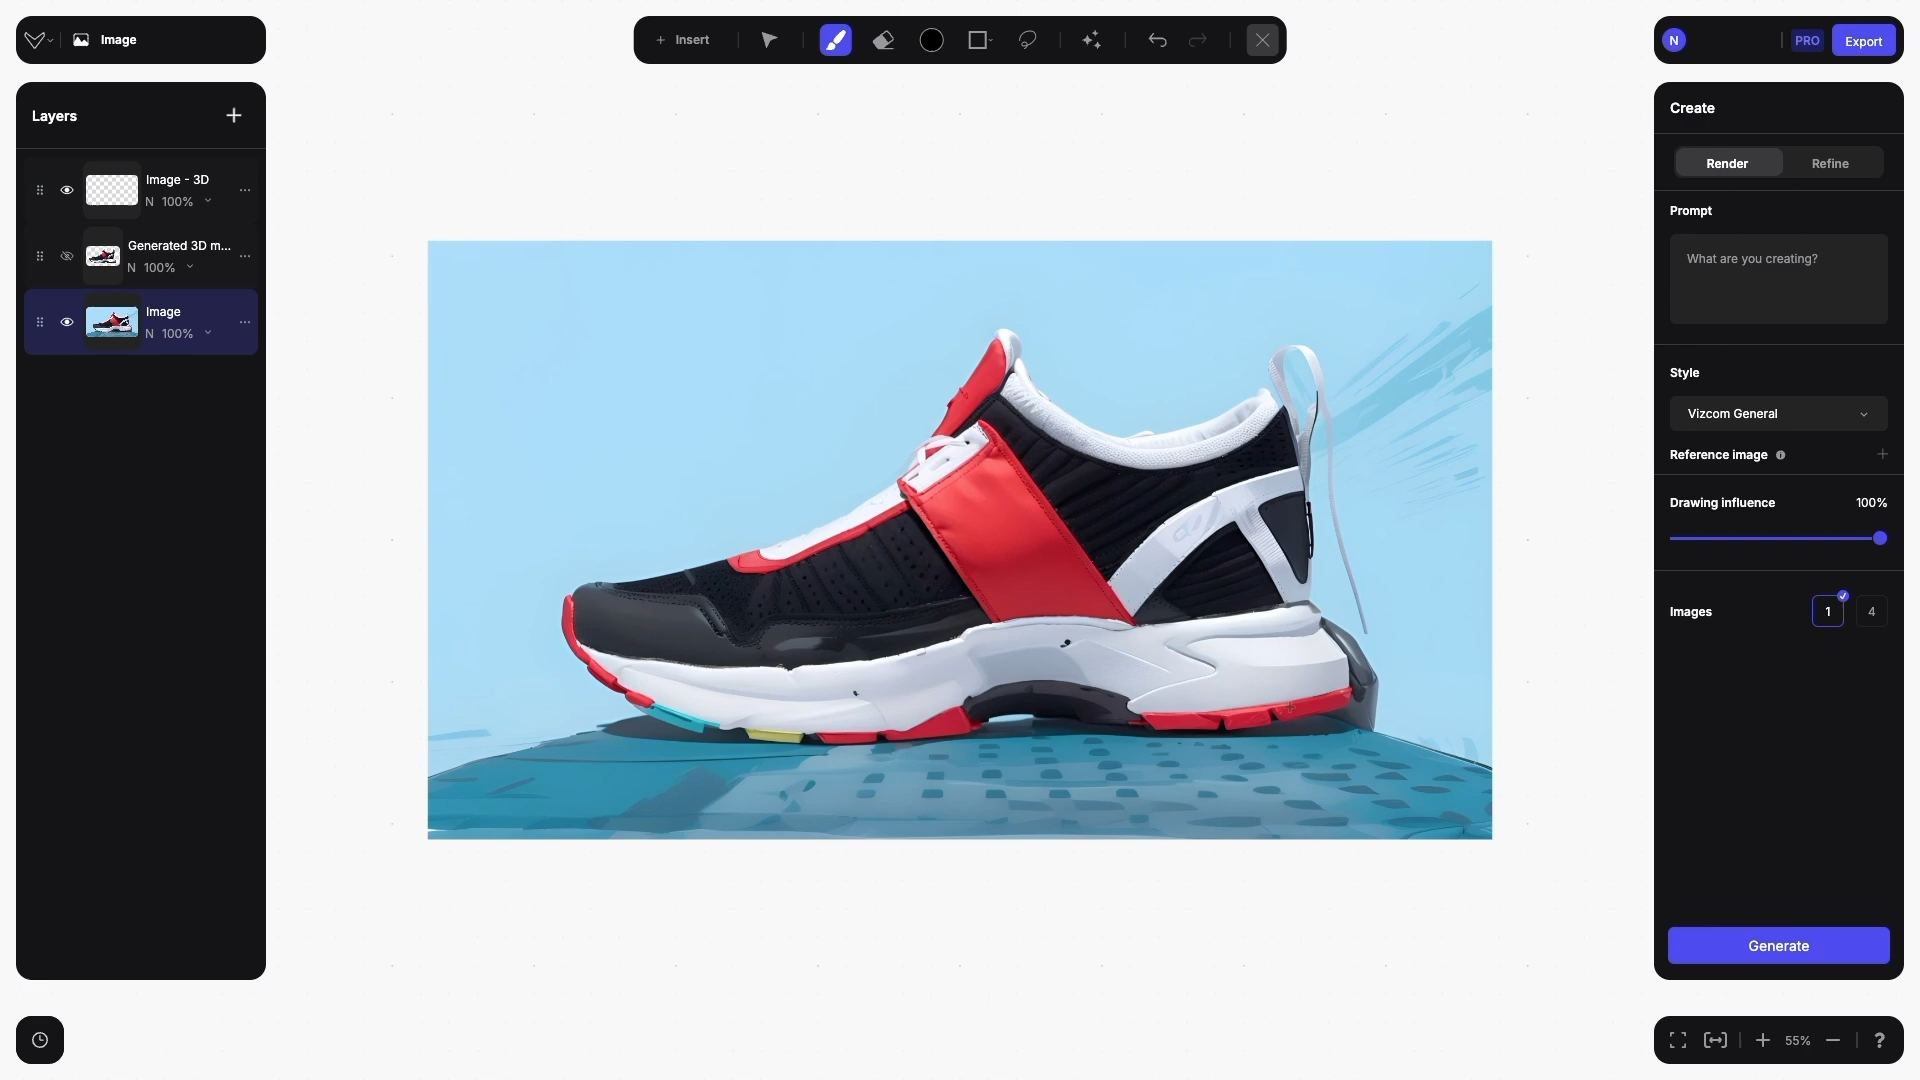 Image
Insert
N
PRO
Export
Layers
Image - 3D
N 100%
Generated 3D m...
N 100%
Image
N 100%
Create
Render
Refine
Prompt
What are you creating?
Style
Vizcom General
Reference image
Drawing influence
100%
Images
1
4
Generate
55%
?